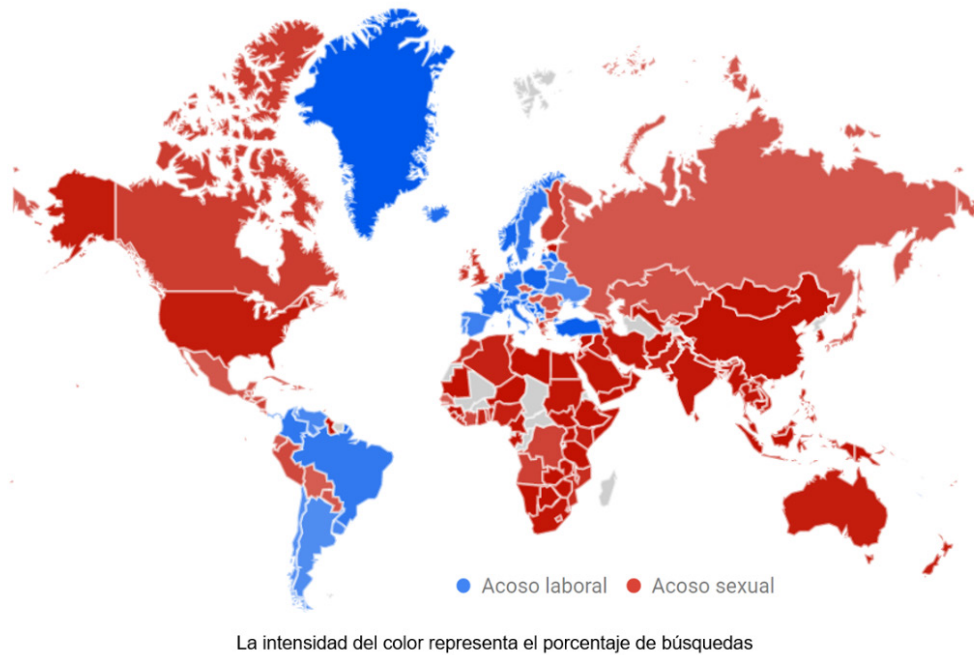 Acoso laboral Acoso sexual
La intensidad del color representa el porcentaje de búsquedas